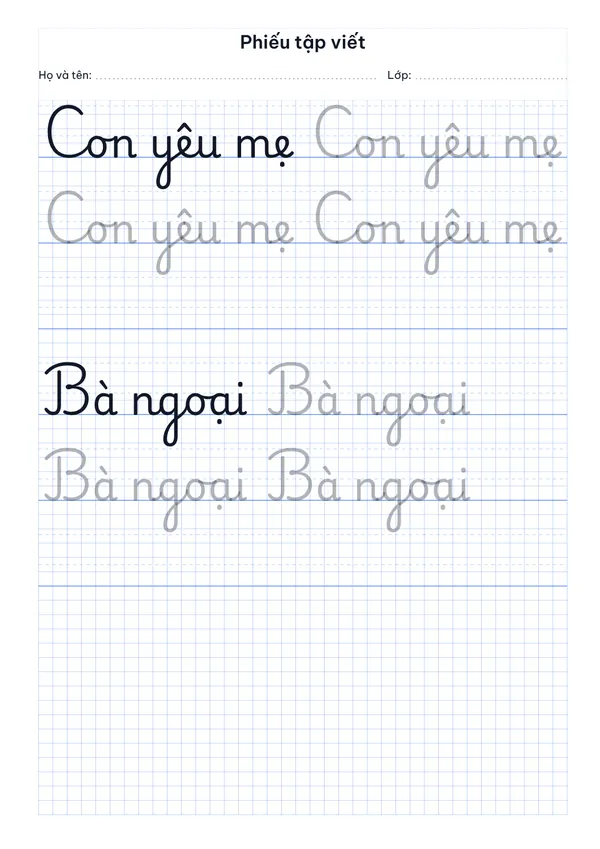 Phiếu tập viết
Họ và tên: Lớp:
Con yêu mẹ Con yêu mẹ
Con yêu mẹ Con yêu mẹ
Bà ngoại Bà ngoại
Bà ngoại Bà ngoại